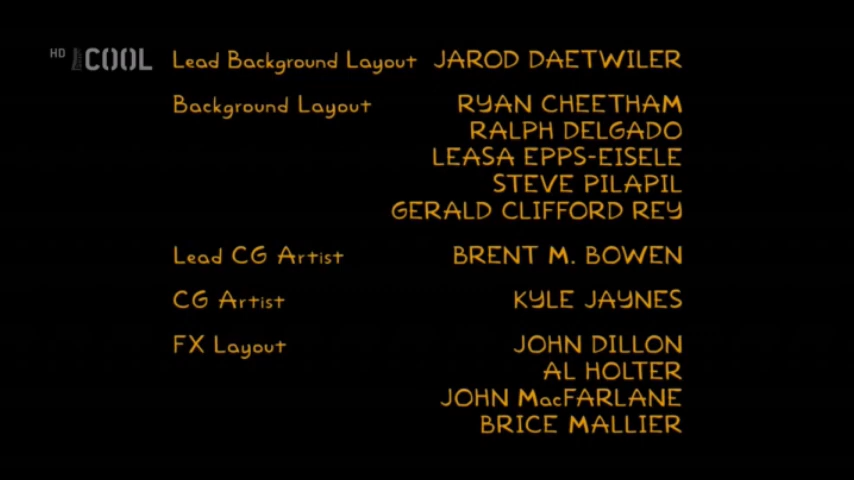 HD COOL
Lead Background Layout JAROD DAETWILER
Background Layout RYAN CHEETHAM
RALPH DELGADO
LEASA EPPS-EISELE
STEVE PILAPIL
GERALD CLIFFORD REY
Lead CG Artist BRENT M. BOWEN
CG Artist KYLE JAYNES
FX Layout JOHN DILLON
AL HOLTER
JOHN MacFARLANE
BRICE MALLIER